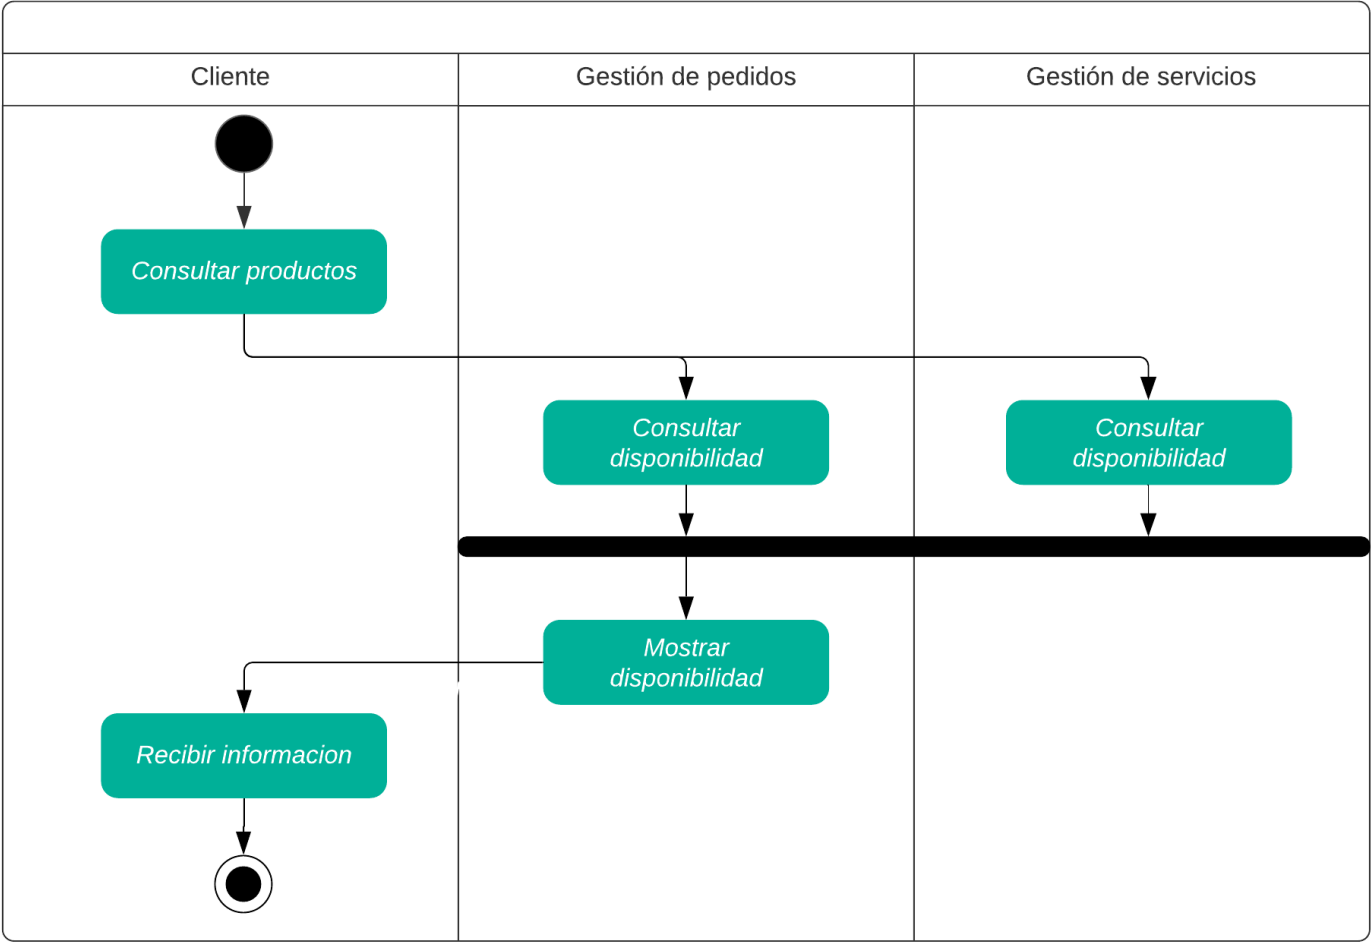 Cliente
Gestión de pedidos
Gestión de servicios
Consultar productos
Consultar
disponibilidad
Consultar
disponibilidad
Mostrar
disponibilidad
Recibir informacion